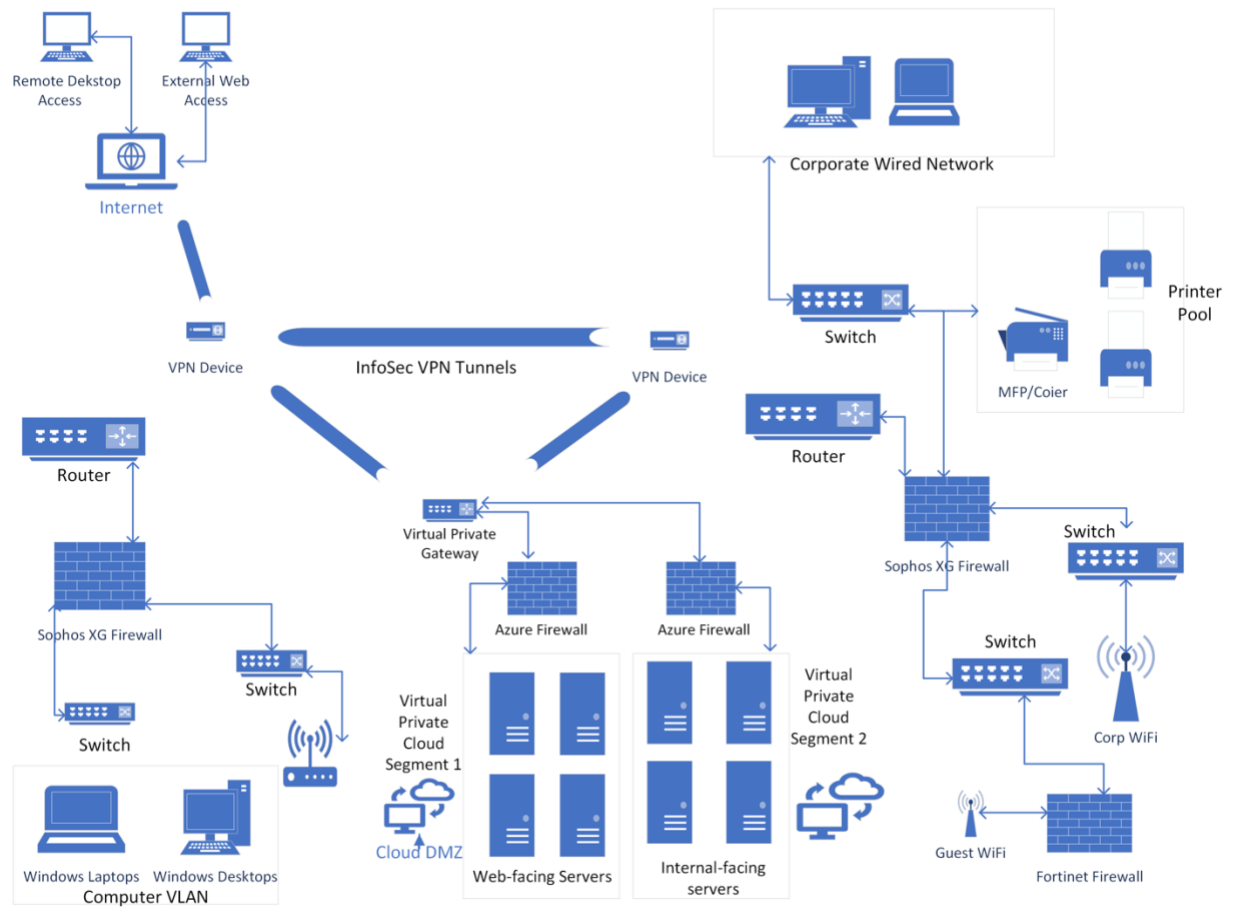 Remote Dekstop
Access
External Web
Access
Internet
Corporate Wired Network
Printer
Pool
Switch
MFP/Coier
VPN Device
InfoSec VPN Tunnels
VPN Device
Router
Router
Virtual Private
Gateway
Switch
Sophos XG Firewall
Azure Firewall
Azure Firewall
Sophos XG Firewall
Switch
Switch
Switch
Virtual
Private
Cloud
Segment 1
Virtual
Private
Cloud
Segment 2
Corp WiFi
Cloud DMZ
Guest WiFi
Windows Laptops
Windows Desktops
Computer VLAN
Web-facing Servers
Internal-facing
servers
Fortinet Firewall